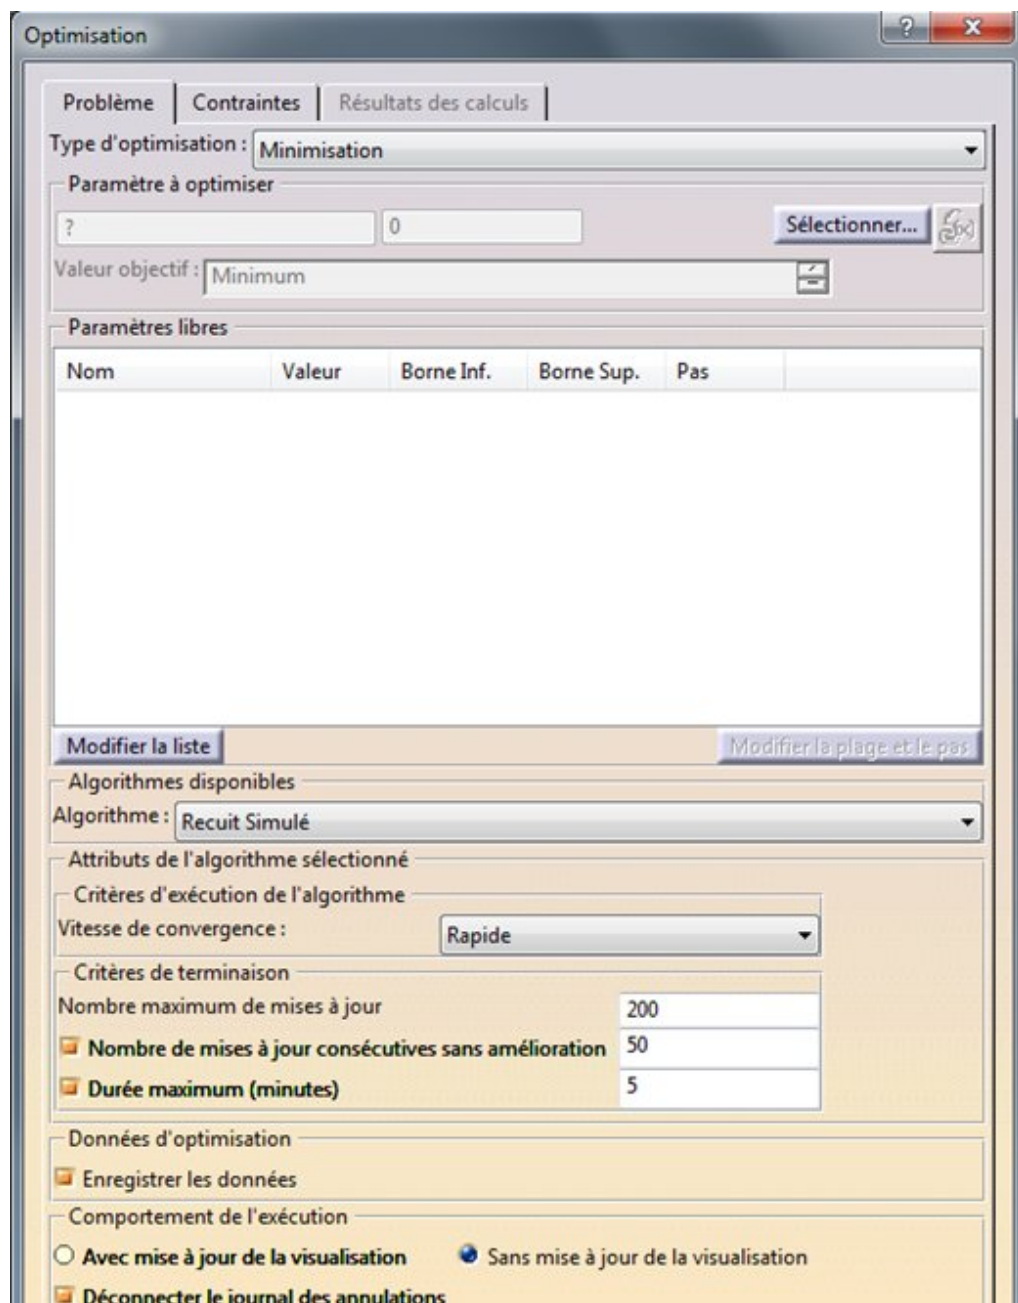 Optimisation ? X
Problème Contraintes Résultats des calculs
Type d'optimisation : Minimisation
Paramètre à optimiser
? 0 Sélectionner...
Valeur objectif : Minimum
Paramètres libres
Nom Valeur Borne Inf. Borne Sup. Pas
Modifier la liste Modifier la plage et le pas
Algorithmes disponibles
Algorithme : Recuit Simulé
Attributs de l'algorithme sélectionné
Critères d'exécution de l'algorithme
Vitesse de convergence : Rapide
Critères de terminaison
Nombre maximum de mises à jour 200
Nombre de mises à jour consécutives sans amélioration 50
Durée maximum (minutes) 5
Données d'optimisation
Enregistrer les données
Comportement de l'exécution
Avec mise à jour de la visualisation Sans mise à jour de la visualisation
Déconnecter le journal des annulations